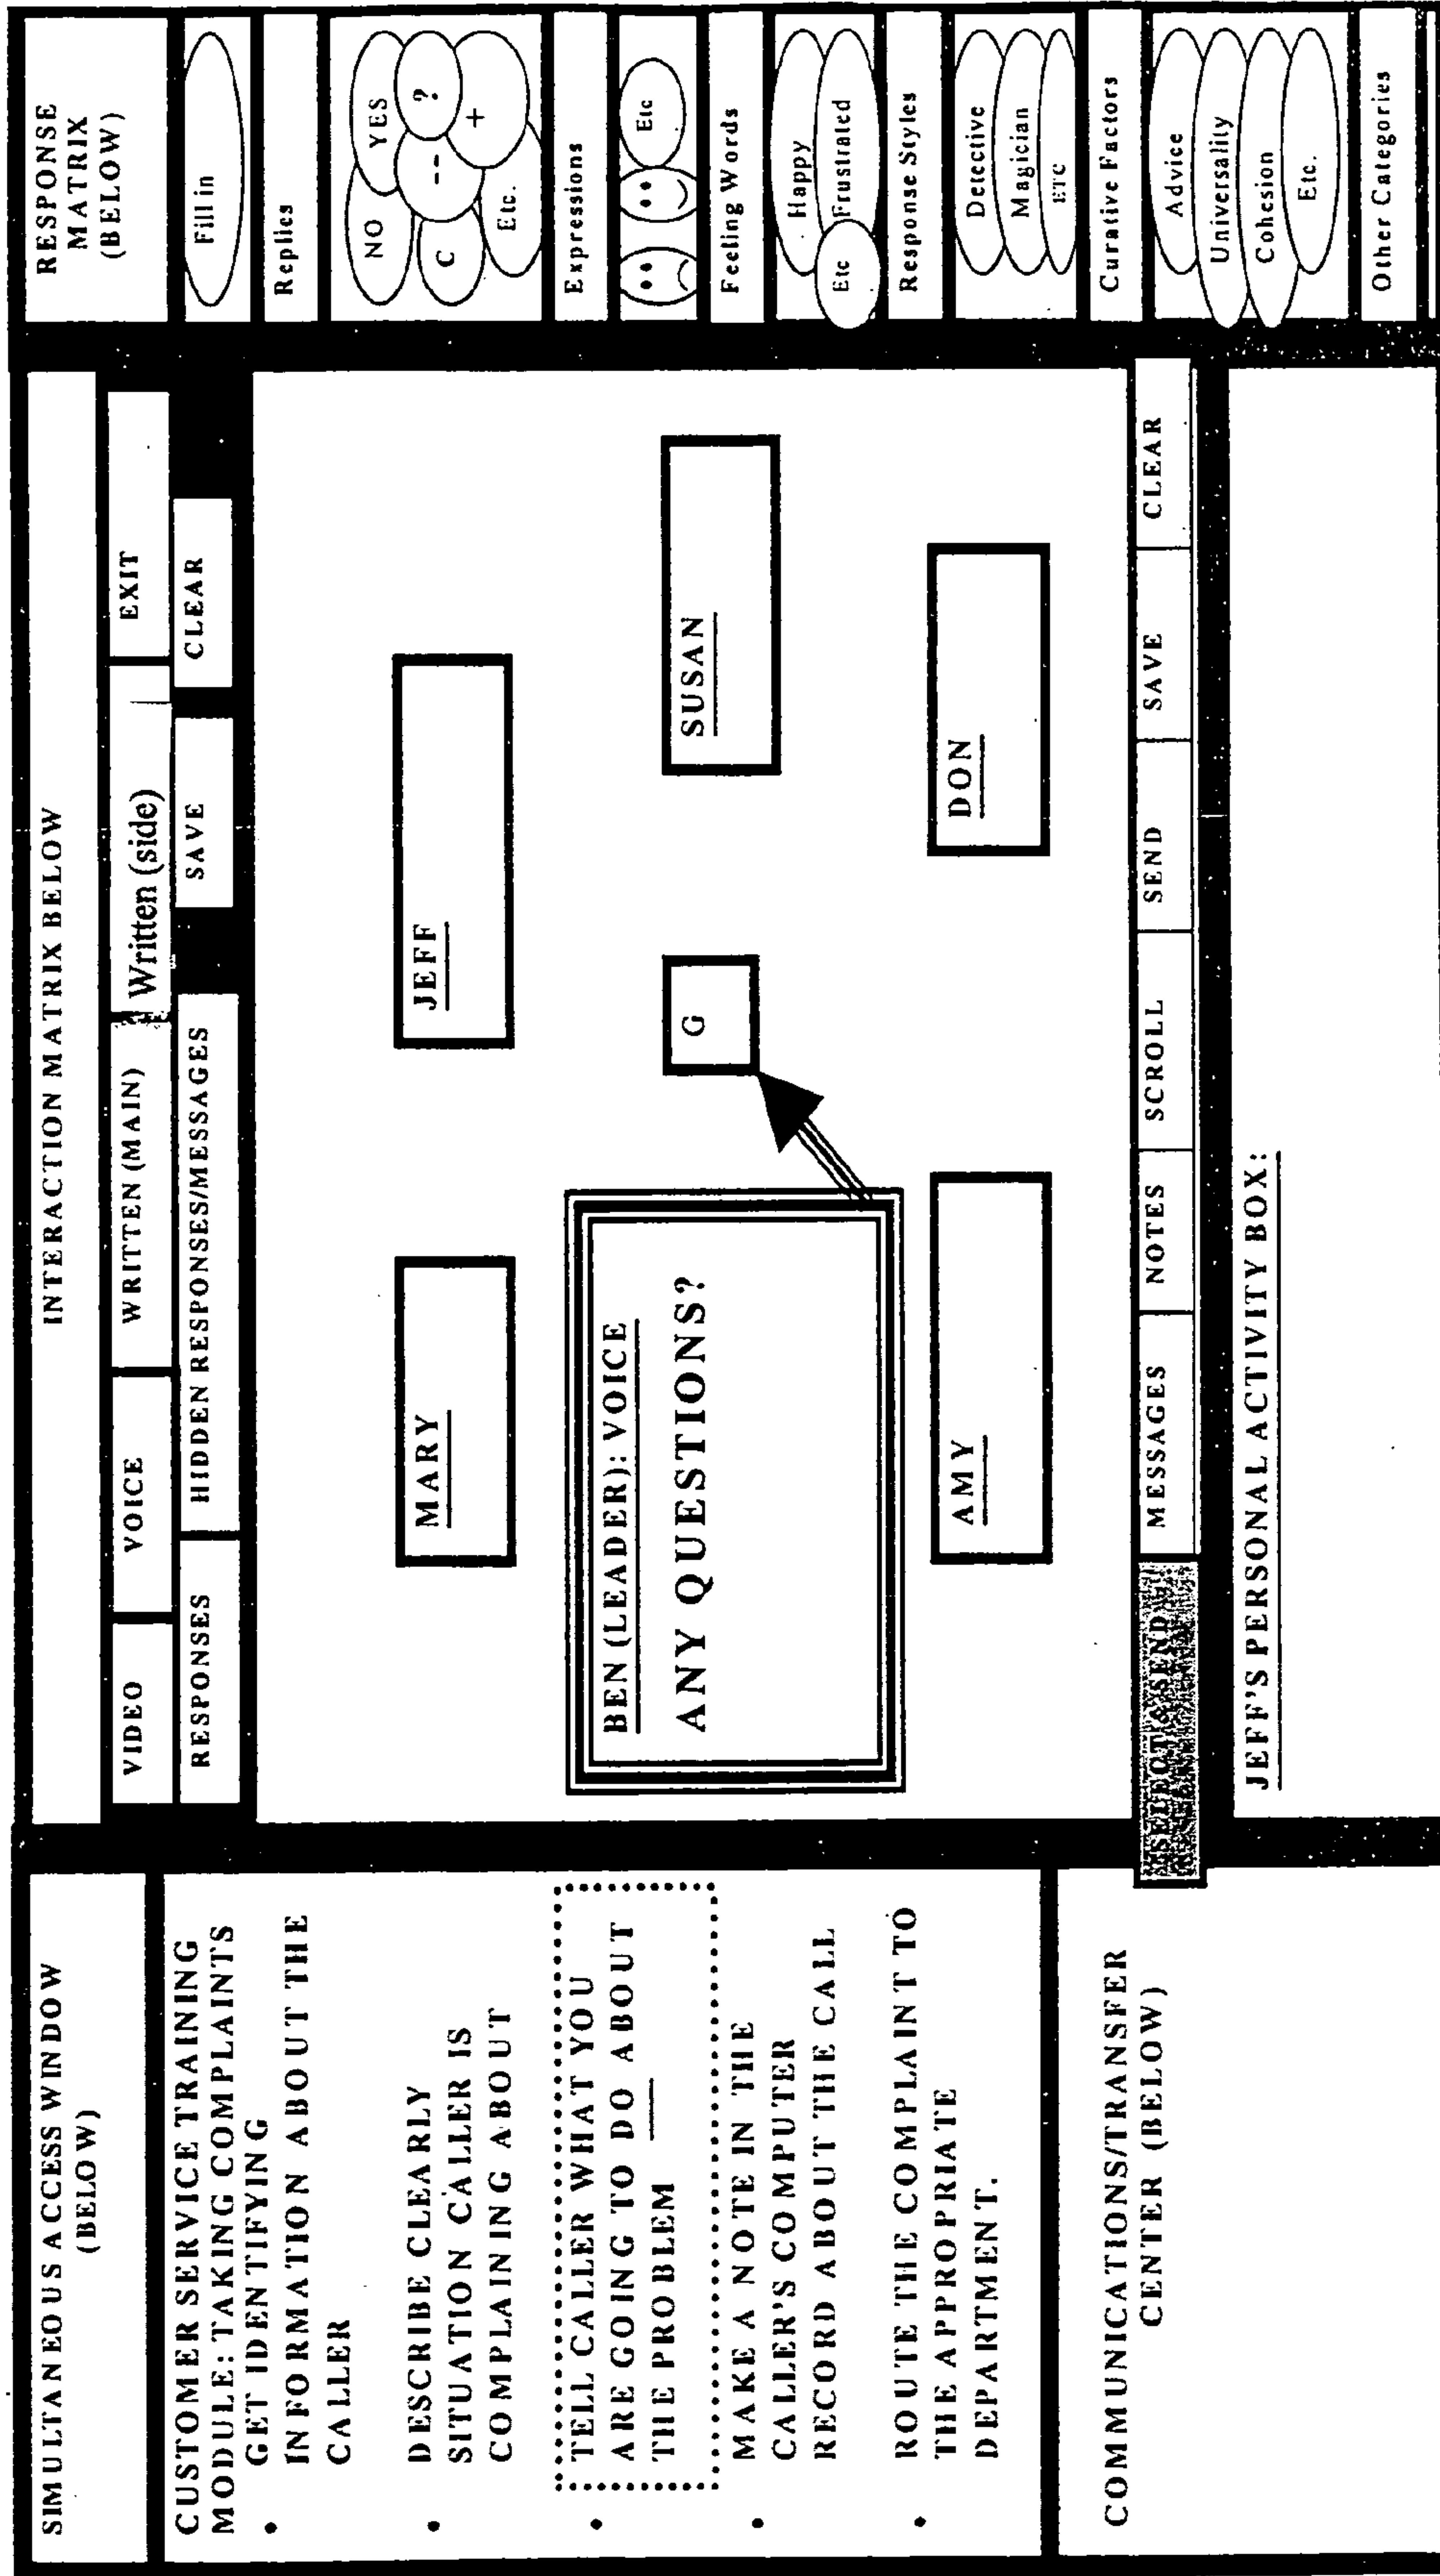 SIMULTANEOUS ACCESS WINDOW
(BELOW)
CUSTOMER SERVICE TRAINING
MODULE: TAKING COMPLAINTS
• GET IDENTIFYING
INFORMATION ABOUT THE
CALLER
• DESCRIBE CLEARLY
SITUATION CALLER IS
COMPLAINING ABOUT
• TELL CALLER WHAT YOU
ARE GOING TO DO ABOUT
THE PROBLEM
• MAKE A NOTE IN THE
CALLER'S COMPUTER
RECORD ABOUT THE CALL
• ROUTE THE COMPLAINT TO
THE APPROPRIATE
DEPARTMENT.
COMMUNICATIONS/TRANSFER
CENTER (BELOW)
INTERACTION MATRIX BELOW
VIDEO VOICE WRITTEN (MAIN) Written (side) EXIT
RESPONSES HIDDEN RESPONSES/MESSAGES SAVE CLEAR
MARY
JEFF
BEN (LEADER): VOICE
ANY QUESTIONS?
G
SUSAN
AMY
DON
SELECT & SEND MESSAGES NOTES SCROLL SEND SAVE CLEAR
JEFF'S PERSONAL ACTIVITY BOX:
RESPONSE
MATRIX
(BELOW)
Fill in
Replies
NO YES
C -- ?
Etc. +
Expressions
Etc
Feeling Words
Happy
Etc Frustrated
Response Styles
Detective
Magician
ETC
Curative Factors
Advice
Universality
Cohesion
Etc.
Other Categories